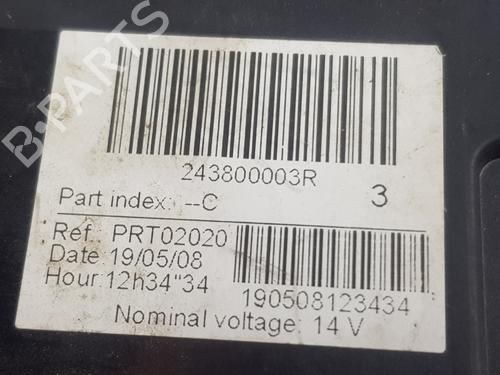 B-PARTS
243800003R
Part index: --C
3
Ref. PRT02020
Date:19/05/08
Hour:12h34"34
190508123434
Nominal voltage: 14 V